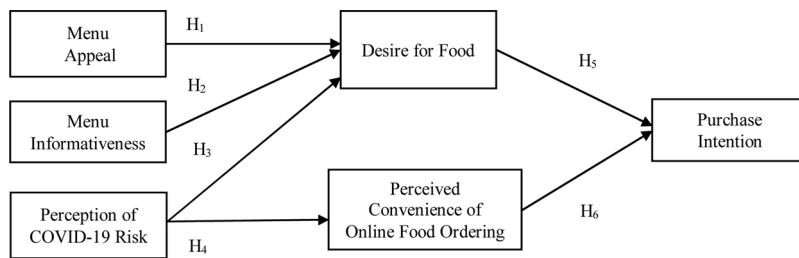 Menu
Appeal
H₁
Desire for Food
H₂
Menu
Informativeness
H₃
H₅
Purchase
Intention
Perception of
COVID-19 Risk
H₄
Perceived
Convenience of
Online Food Ordering
H₆